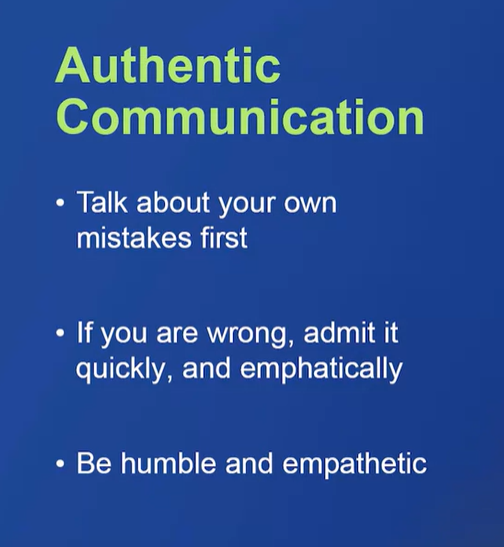 Authentic
Communication
• Talk about your own
mistakes first
• If you are wrong, admit it
quickly, and emphatically
• Be humble and empathetic